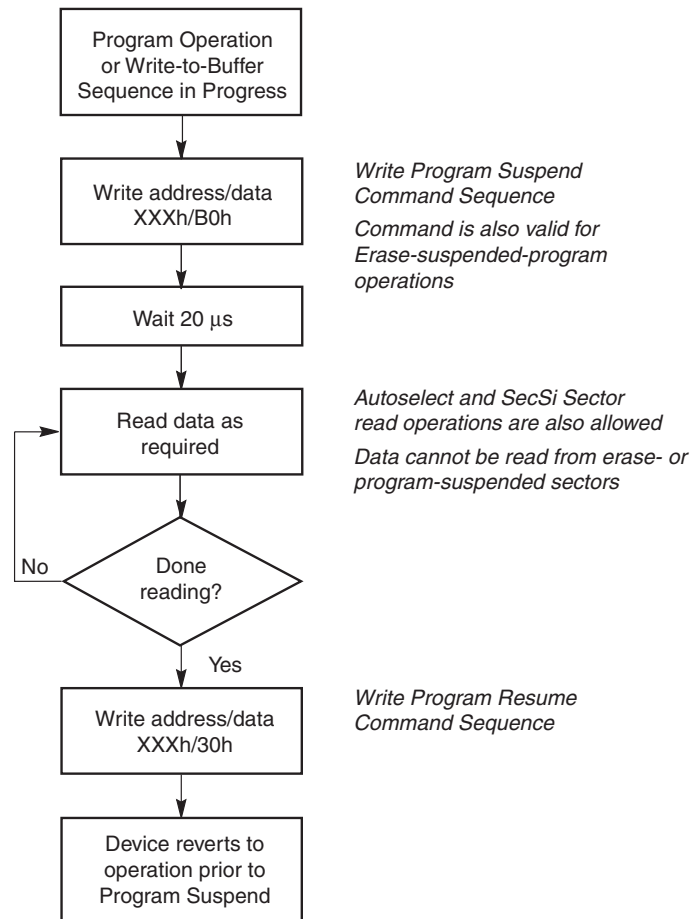 Program Operation
or Write-to-Buffer
Sequence in Progress
Write address/data
XXXh/B0h
Write Program Suspend
Command Sequence
Command is also valid for
Erase-suspended-program
operations
Wait 20 μs
Read data as
required
Autoselect and SecSi Sector
read operations are also allowed
Data cannot be read from erase- or
program-suspended sectors
No
Done
reading?
Yes
Write address/data
XXXh/30h
Write Program Resume
Command Sequence
Device reverts to
operation prior to
Program Suspend